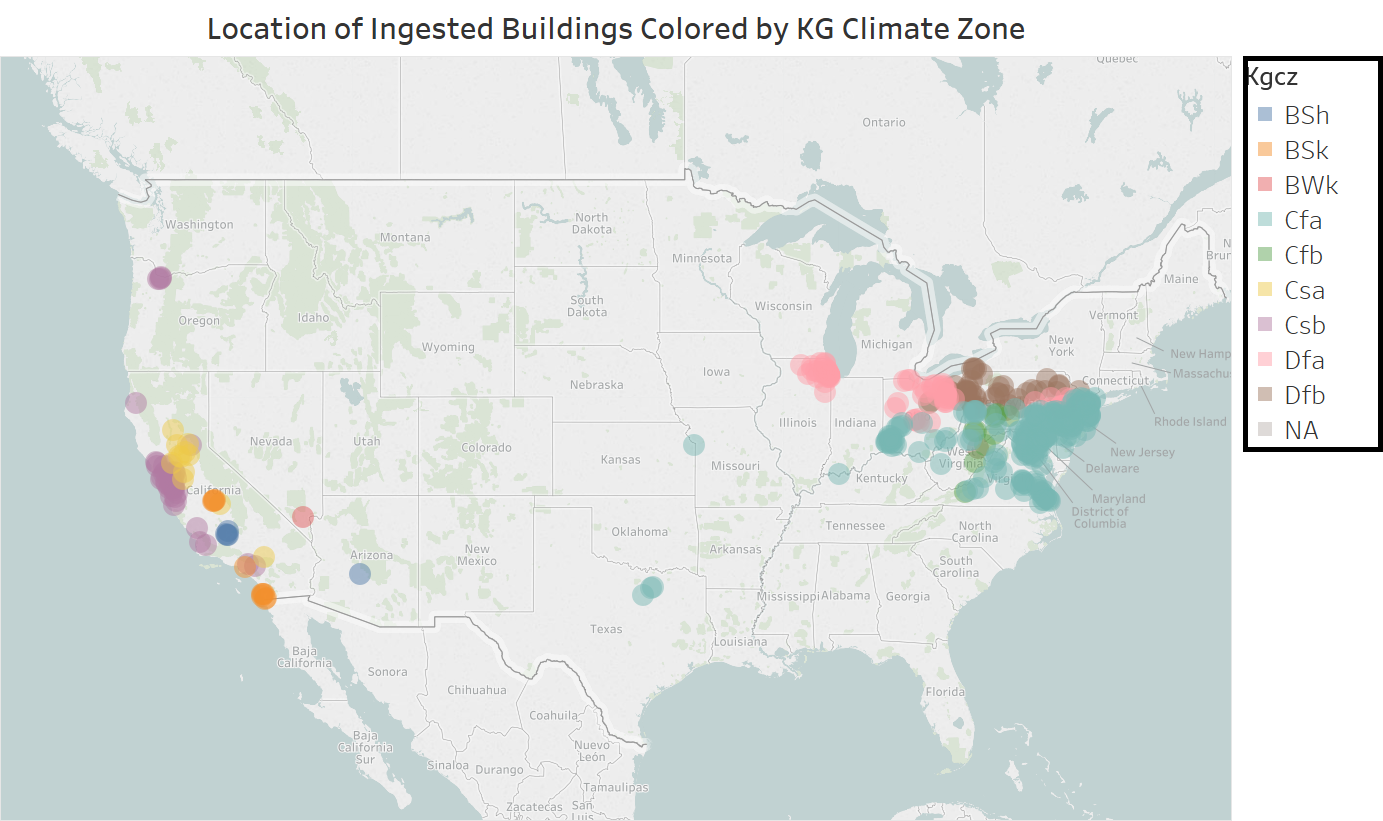 Location of Ingested Buildings Colored by KG Climate Zone
Kgcz
BSh
BSk
BWk
Cfa
Cfb
Csa
Csb
Dfa
Dfb
NA
Quebec
Ontario
Washington
Montana
North
Dakota
Minnesota
Maine
N
Brun
Oregon
Idaho
South
Dakota
Wisconsin
Michigan
Vermont
New
York
New Hamp
Wyoming
Nebraska
Iowa
Massachus
Connecticut
Rhode Island
Nevada
Utah
Colorado
Kansas
Missouri
Illinois
Indiana
West
Virginia
New Jersey
Delaware
California
Kentucky
Maryland
District of
Columbia
Arizona
New
Mexico
Oklahoma
Arkansas
Tennessee
North
Carolina
South
Carolina
Mississippi
Alabama
Georgia
Texas
Louisiana
Baja
California
Sonora
Chihuahua
Coahuila
Florida
Baja
California
Sur
Sinaloa
Durango
Nuevo
León
Tamaulipas
Zacatecas
San
Luis